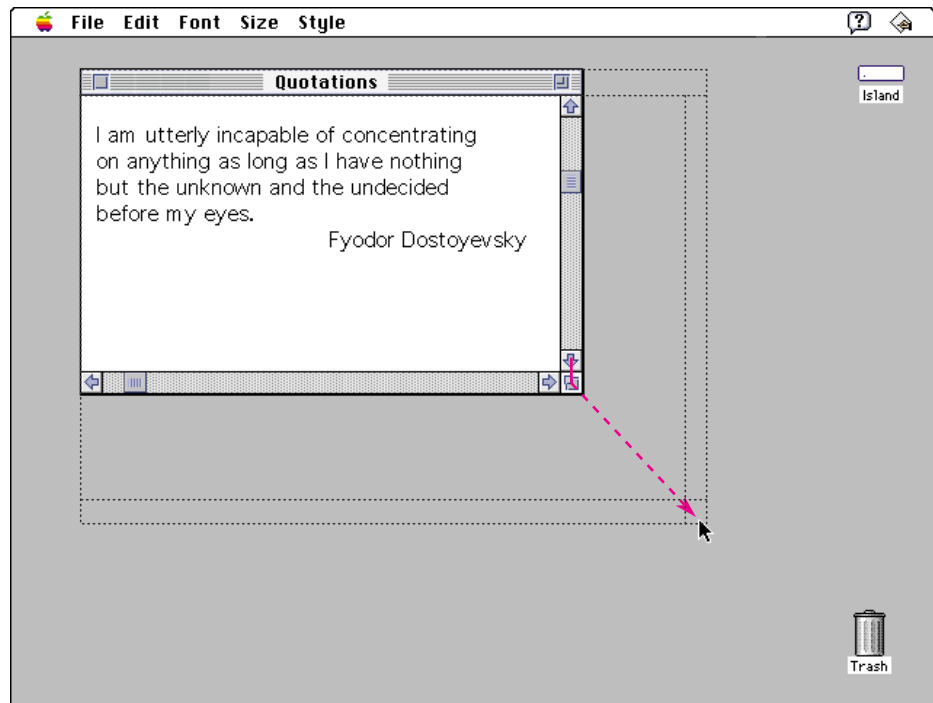 File Edit Font Size Style
Quotations
I am utterly incapable of concentrating
on anything as long as I have nothing
but the unknown and the undecided
before my eyes.
Fyodor Dostoyevsky
Island
Trash